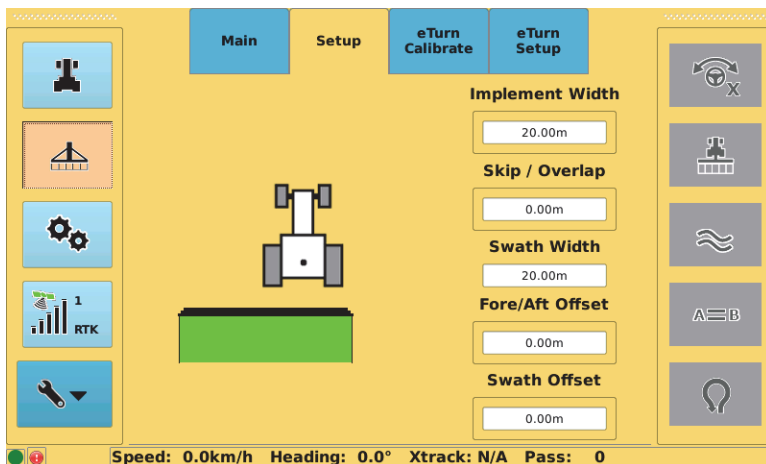 Main
Setup
eTurn
Calibrate
eTurn
Setup
Implement Width
20.00m
Skip / Overlap
0.00m
Swath Width
20.00m
Fore/Aft Offset
0.00m
Swath Offset
0.00m
1
RTK
X
A B
Speed: 0.0km/h Heading: 0.0° Xtrack: N/A Pass: 0